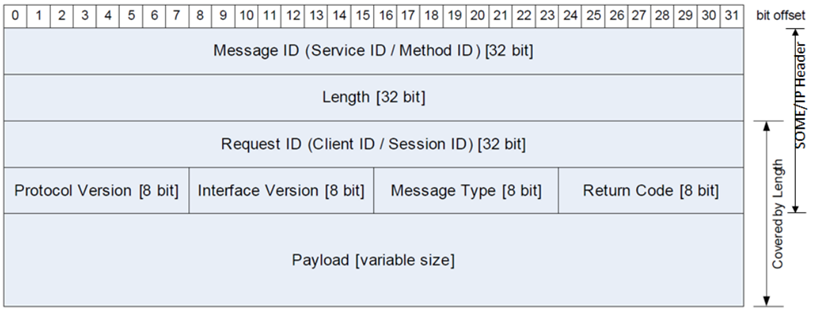 0 1 2 3 4 5 6 7 8 9 10 11 12 13 14 15 16 17 18 19 20 21 22 23 24 25 26 27 28 29 30 31 bit offset
Message ID (Service ID / Method ID) [32 bit]
Length [32 bit]
Request ID (Client ID / Session ID) [32 bit]
Protocol Version [8 bit] Interface Version [8 bit] Message Type [8 bit] Return Code [8 bit]
Payload [variable size]
SOME/IP Header
Covered by Length